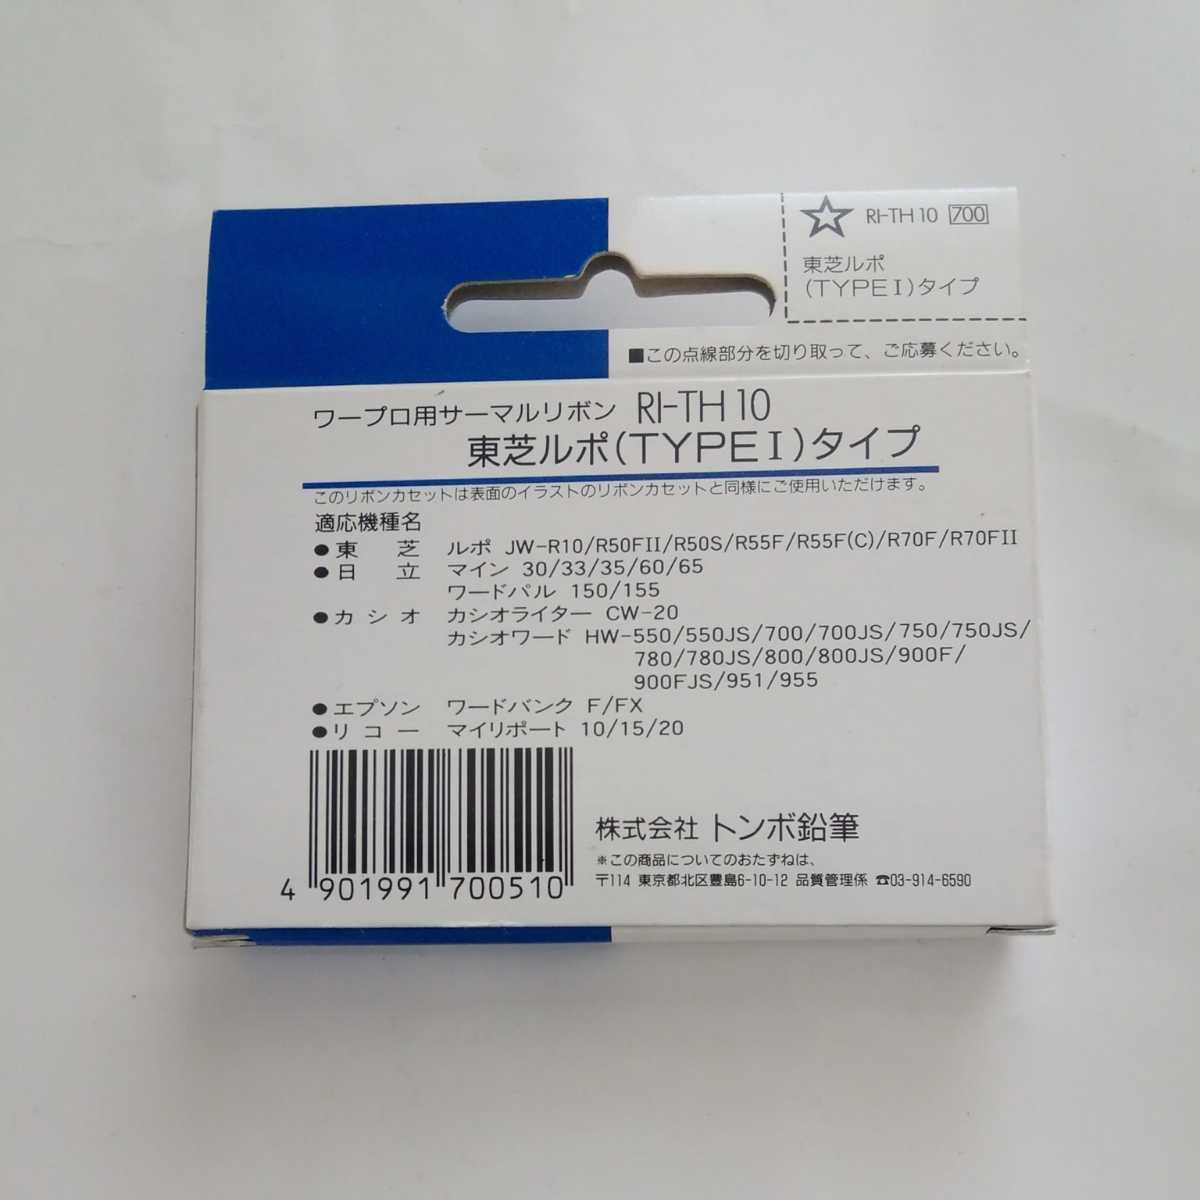 ☆ RI-TH 10 700
東芝ルポ
(TYPE I)タイプ
■この点線部分を切り取って、ご応募ください。
ワープロ用サーマルリボン RI-TH 10
東芝ルポ(TYPE I)タイプ
このリボンカセットは表面のイラストのリボンカセットと同様にご使用いただけます。
適応機種名
●東芝 ルポ JW-R10/R50FII/R50S/R55F/R55F(C)/R70F/R70FII
●日立 マイン 30/33/35/60/65
ワードパル 150/155
●カシオ カシオライター CW-20
カシオワード HW-550/550JS/700/700JS/750/750JS/
780/780JS/800/800JS/900F/
900FJS/951/955
●エプソン ワードバンク F/FX
●リコー マイリポート 10/15/20
株式会社 トンボ鉛筆
※この商品についてのおたずねは、
〒114 東京都北区豊島6-10-12 品質管理係 ☎03-914-6590
4 901991 700510